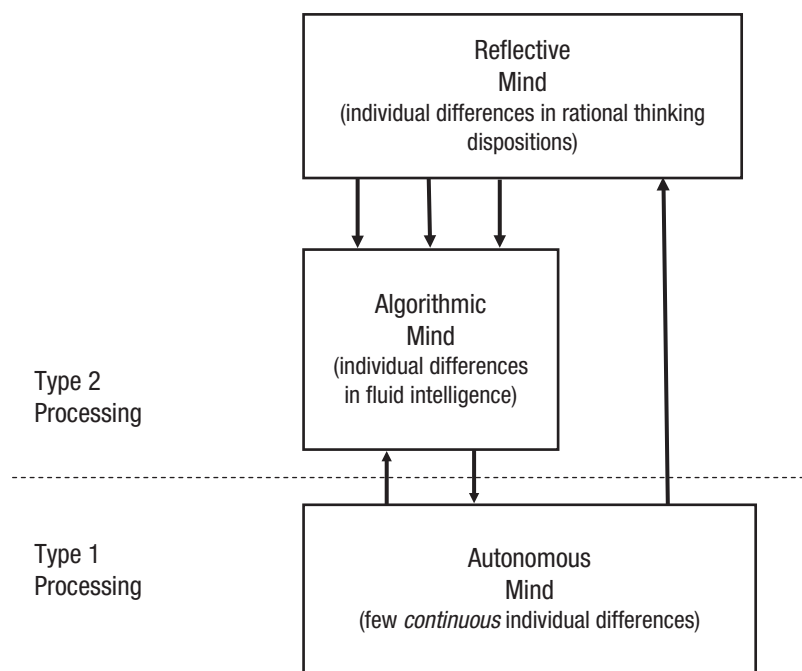 Reflective
Mind
(individual differences in rational thinking
dispositions)
Algorithmic
Mind
(individual differences
in fluid intelligence)
Type 2
Processing
Type 1
Processing
Autonomous
Mind
(few continuous individual differences)